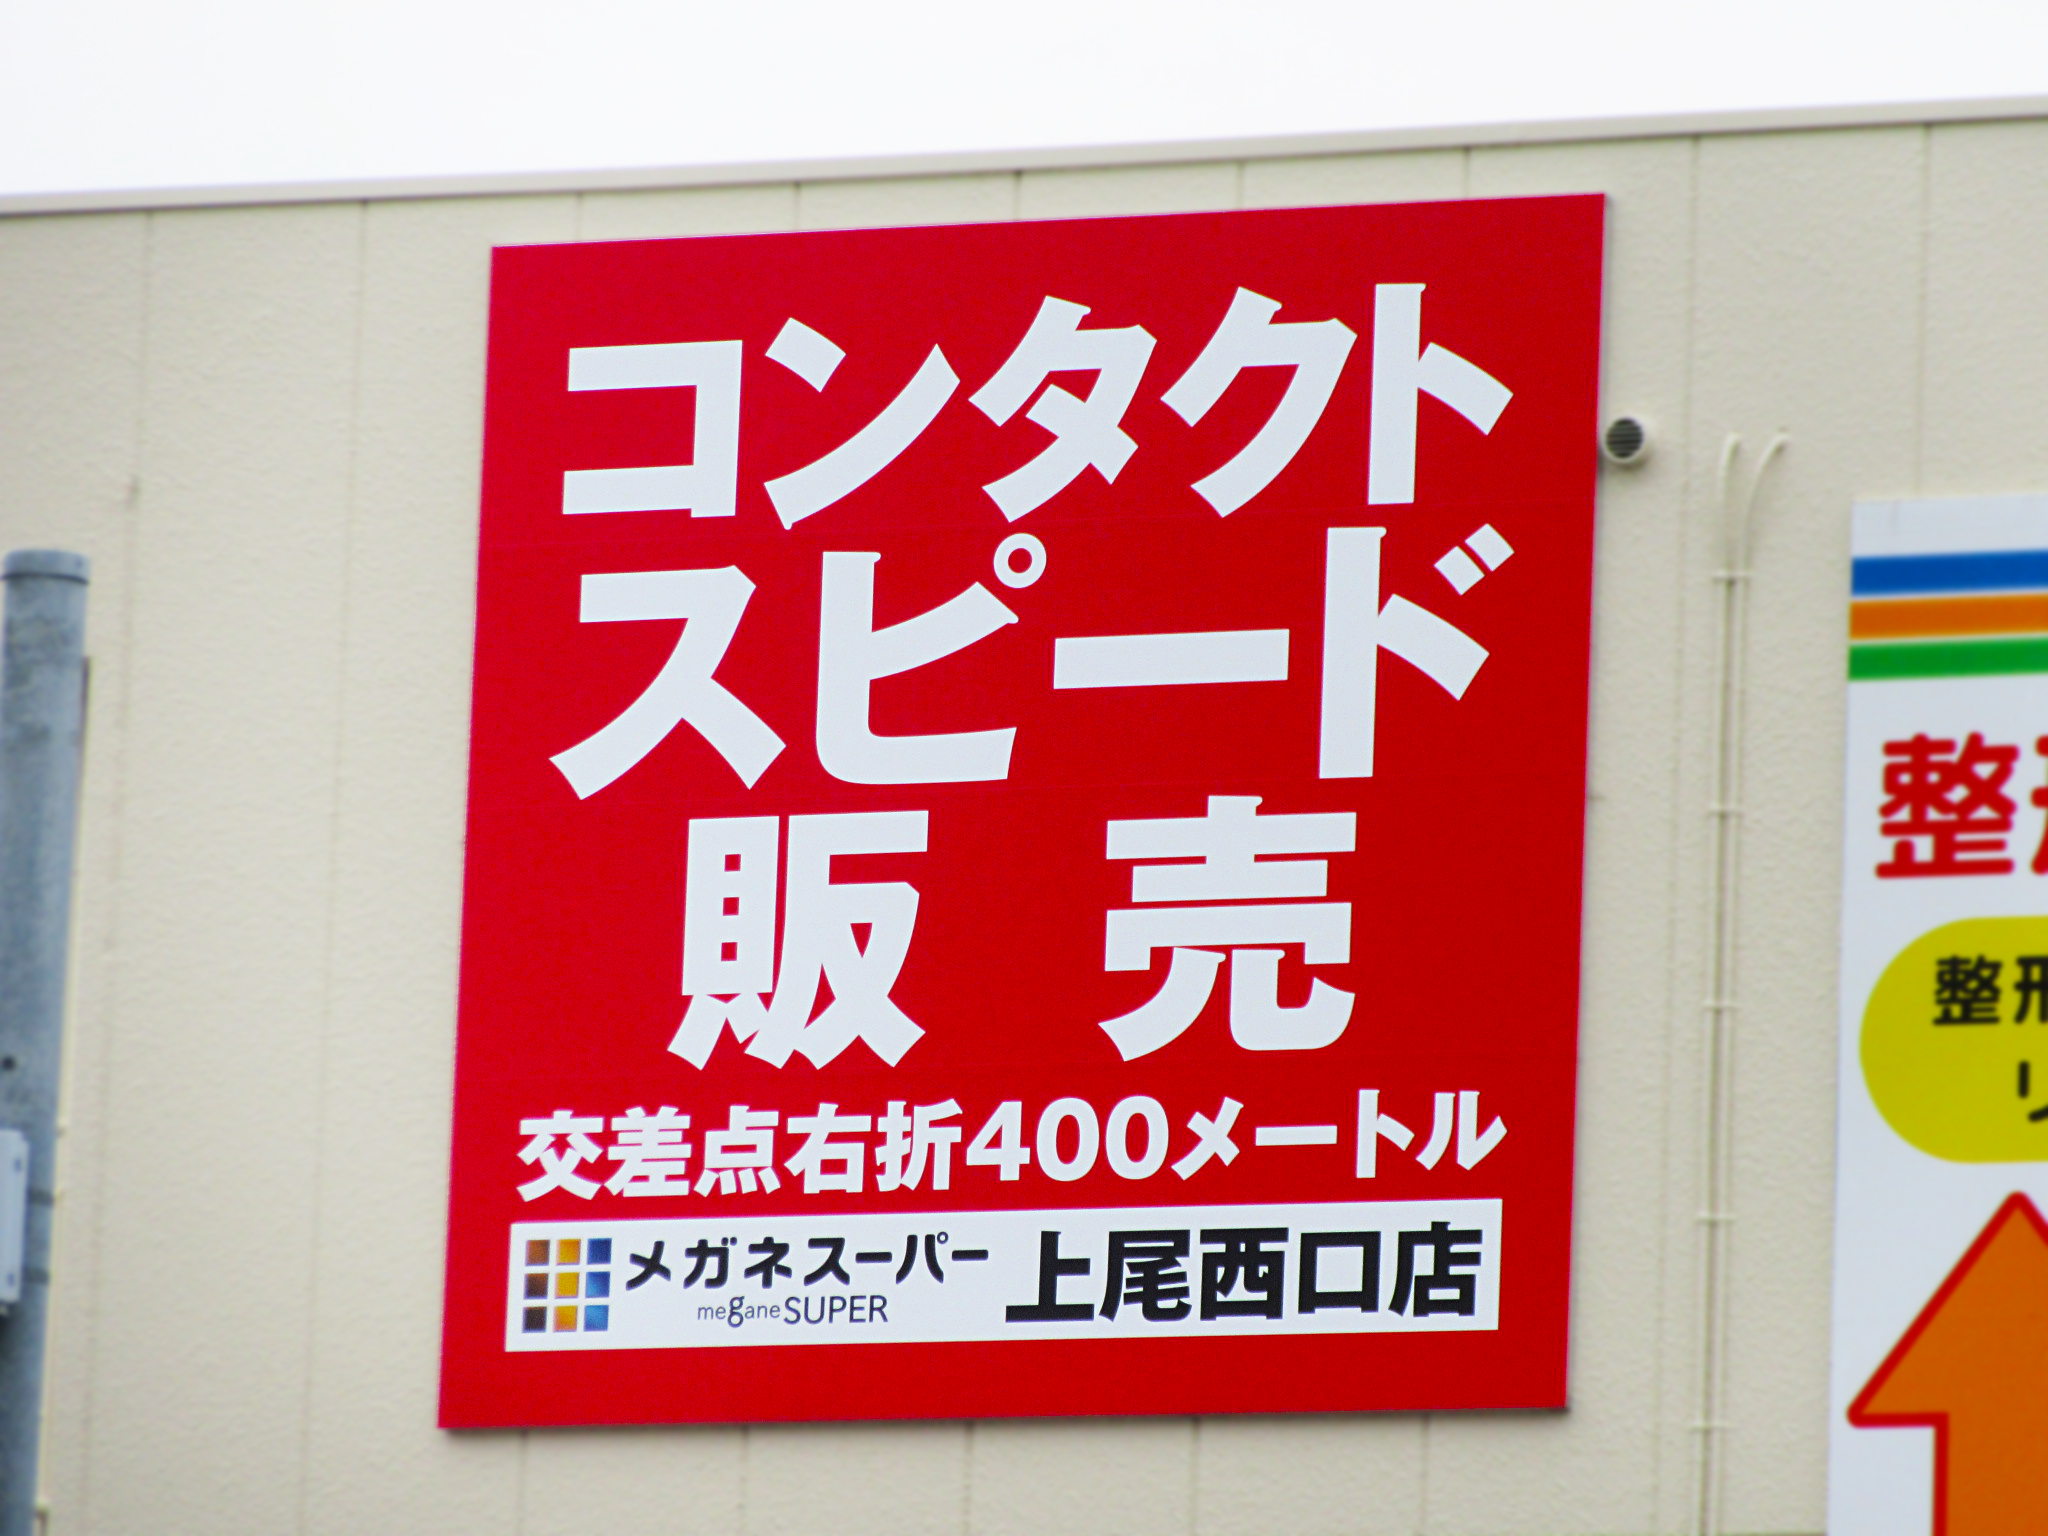 コンタクト
スピード
販売
交差点右折400メートル
メガネスーパー 上尾西口店
meganeSUPER
整
整形
リ